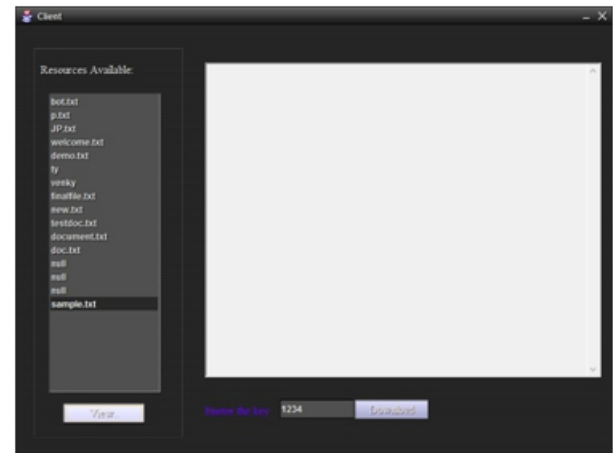 Client
Resources Available:
bot.txt
p.txt
JP.txt
welcome.txt
demo.txt
ty
venky
finalfile.txt
new.txt
testdoc.txt
document.txt
doc.txt
null
null
null
sample.txt
View..
Enter the key 1234 Download